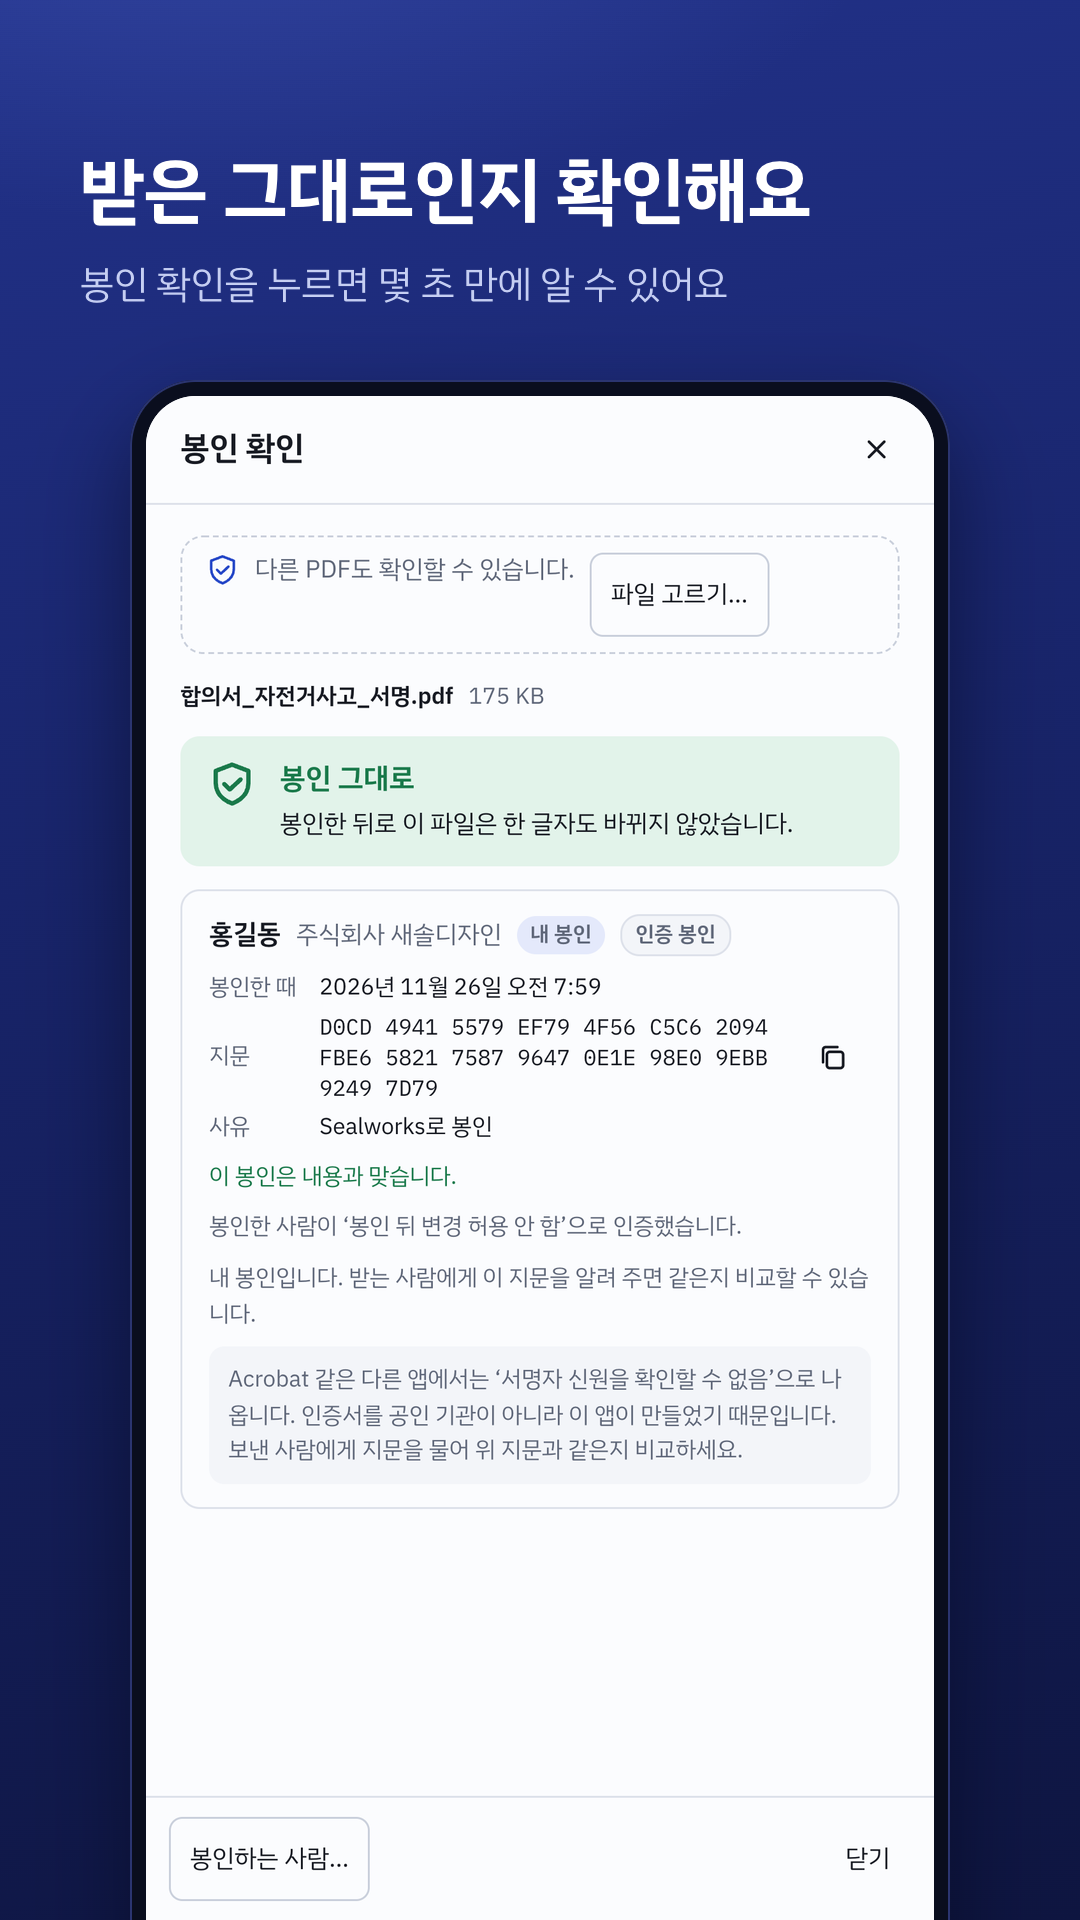 받은 그대로인지 확인해요
봉인 확인을 누르면 몇 초 만에 알 수 있어요
봉인 확인
다른 PDF도 확인할 수 있습니다.
파일 고르기...
합의서_자전거사고_서명.pdf 175 KB
봉인 그대로
봉인한 뒤로 이 파일은 한 글자도 바뀌지 않았습니다.
홍길동 주식회사 새솔디자인 내 봉인 인증 봉인
봉인한 때 2026년 11월 26일 오전 7:59
지문
D0CD 4941 5579 EF79 4F56 C5C6 2094
FBE6 5821 7587 9647 0E1E 98E0 9EBB
9249 7D79
사유 Sealworks로 봉인
이 봉인은 내용과 맞습니다.
봉인한 사람이 ‘봉인 뒤 변경 허용 안 함’으로 인증했습니다.
내 봉인입니다. 받는 사람에게 이 지문을 알려 주면 같은지 비교할 수 있습
니다.
Acrobat 같은 다른 앱에서는 ‘서명자 신원을 확인할 수 없음’으로 나
옵니다. 인증서를 공인 기관이 아니라 이 앱이 만들었기 때문입니다.
보낸 사람에게 지문을 물어 위 지문과 같은지 비교하세요.
봉인하는 사람...
닫기